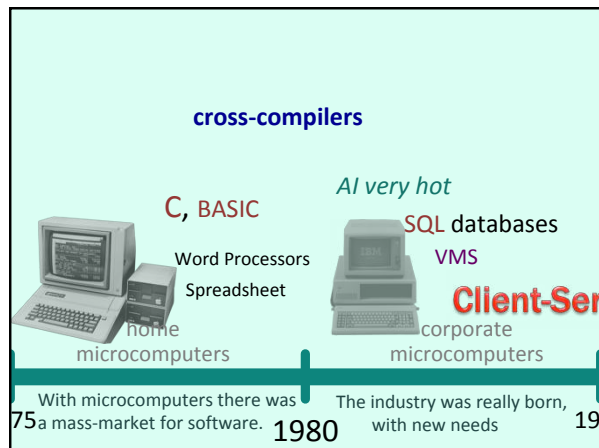 cross-compilers
AI very hot
C, BASIC
SQL databases
Word Processors
VMS
Spreadsheet
IBM
Client-Ser
home
microcomputers
corporate
microcomputers
With microcomputers there was
a mass-market for software.
The industry was really born,
with new needs
75
1980
19